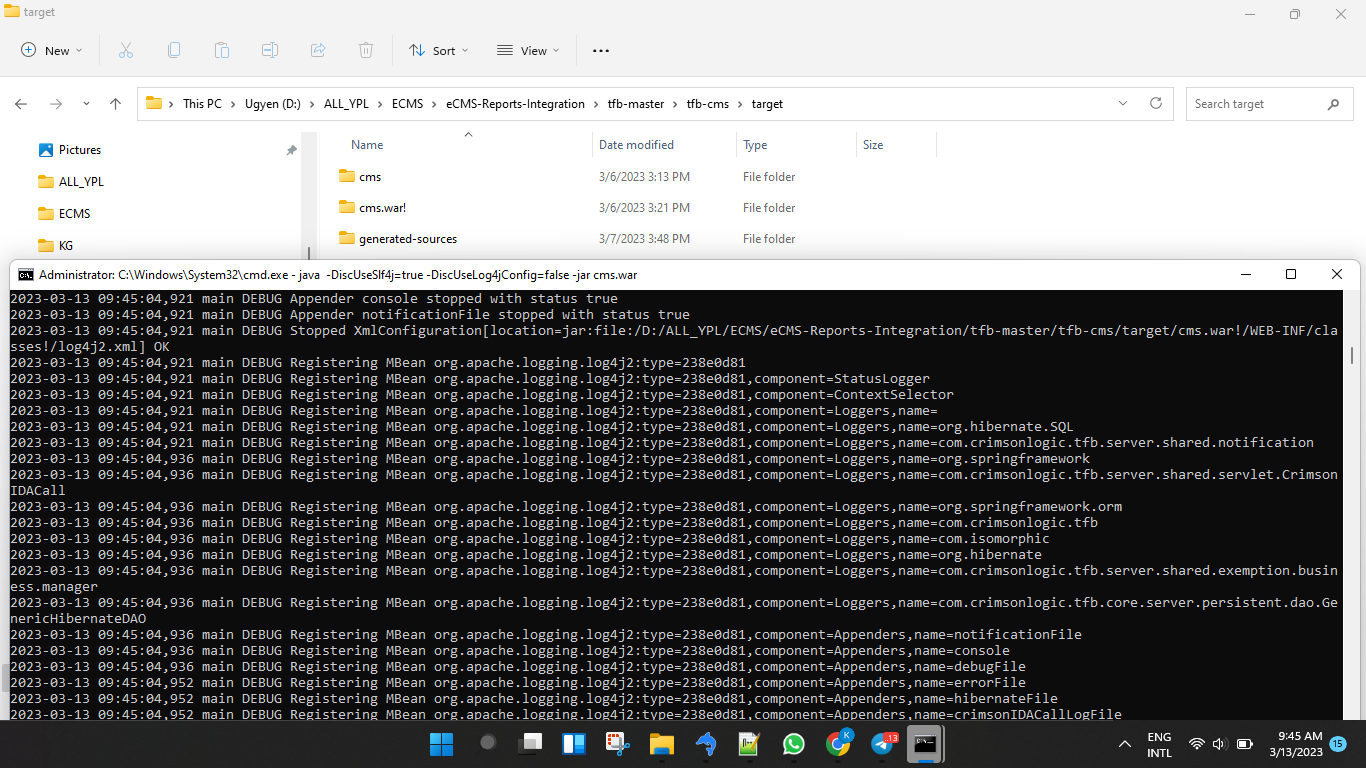 target
New
Sort
View
This PC > Ugyen (D:) > ALL_YPL > ECMS > eCMS-Reports-Integration > tfb-master > tfb-cms > target
Search target
Pictures
ALL_YPL
ECMS
KG
Name Date modified Type Size
cms 3/6/2023 3:13 PM File folder
cms.war! 3/6/2023 3:21 PM File folder
generated-sources 3/7/2023 3:48 PM File folder
Administrator: C:\Windows\System32\cmd.exe - java -DiscUseSlf4j=true -DiscUseLog4jConfig=false -jar cms.war
2023-03-13 09:45:04,921 main DEBUG Appender console stopped with status true
2023-03-13 09:45:04,921 main DEBUG Appender notificationFile stopped with status true
2023-03-13 09:45:04,921 main DEBUG Stopped XmlConfiguration[location=jar:file:/D:/ALL_YPL/ECMS/eCMS-Reports-Integration/tfb-master/tfb-cms/target/cms.war!/WEB-INF/cla
sses!/log4j2.xml] OK
2023-03-13 09:45:04,921 main DEBUG Registering MBean org.apache.logging.log4j2:type=238e0d81
2023-03-13 09:45:04,921 main DEBUG Registering MBean org.apache.logging.log4j2:type=238e0d81,component=StatusLogger
2023-03-13 09:45:04,921 main DEBUG Registering MBean org.apache.logging.log4j2:type=238e0d81,component=ContextSelector
2023-03-13 09:45:04,921 main DEBUG Registering MBean org.apache.logging.log4j2:type=238e0d81,component=Loggers,name=
2023-03-13 09:45:04,921 main DEBUG Registering MBean org.apache.logging.log4j2:type=238e0d81,component=Loggers,name=org.hibernate.SQL
2023-03-13 09:45:04,921 main DEBUG Registering MBean org.apache.logging.log4j2:type=238e0d81,component=Loggers,name=com.crimsonlogic.tfb.server.shared.notification
2023-03-13 09:45:04,936 main DEBUG Registering MBean org.apache.logging.log4j2:type=238e0d81,component=Loggers,name=org.springframework
2023-03-13 09:45:04,936 main DEBUG Registering MBean org.apache.logging.log4j2:type=238e0d81,component=Loggers,name=com.crimsonlogic.tfb.server.shared.servlet.Crimson
IDACall
2023-03-13 09:45:04,936 main DEBUG Registering MBean org.apache.logging.log4j2:type=238e0d81,component=Loggers,name=org.springframework.orm
2023-03-13 09:45:04,936 main DEBUG Registering MBean org.apache.logging.log4j2:type=238e0d81,component=Loggers,name=com.crimsonlogic.tfb
2023-03-13 09:45:04,936 main DEBUG Registering MBean org.apache.logging.log4j2:type=238e0d81,component=Loggers,name=com.isomorphic
2023-03-13 09:45:04,936 main DEBUG Registering MBean org.apache.logging.log4j2:type=238e0d81,component=Loggers,name=org.hibernate
2023-03-13 09:45:04,936 main DEBUG Registering MBean org.apache.logging.log4j2:type=238e0d81,component=Loggers,name=com.crimsonlogic.tfb.server.shared.exemption.busin
ess.manager
2023-03-13 09:45:04,936 main DEBUG Registering MBean org.apache.logging.log4j2:type=238e0d81,component=Loggers,name=com.crimsonlogic.tfb.core.server.persistent.dao.Ge
nericHibernateDAO
2023-03-13 09:45:04,936 main DEBUG Registering MBean org.apache.logging.log4j2:type=238e0d81,component=Appenders,name=notificationFile
2023-03-13 09:45:04,936 main DEBUG Registering MBean org.apache.logging.log4j2:type=238e0d81,component=Appenders,name=console
2023-03-13 09:45:04,936 main DEBUG Registering MBean org.apache.logging.log4j2:type=238e0d81,component=Appenders,name=debugFile
2023-03-13 09:45:04,952 main DEBUG Registering MBean org.apache.logging.log4j2:type=238e0d81,component=Appenders,name=errorFile
2023-03-13 09:45:04,952 main DEBUG Registering MBean org.apache.logging.log4j2:type=238e0d81,component=Appenders,name=hibernateFile
2023-03-13 09:45:04,952 main DEBUG Registering MBean org.apache.logging.log4j2:type=238e0d81,component=Appenders,name=crimsonIDACallLogFile
K
.13
ENG
INTL
9:45 AM
3/13/2023
15